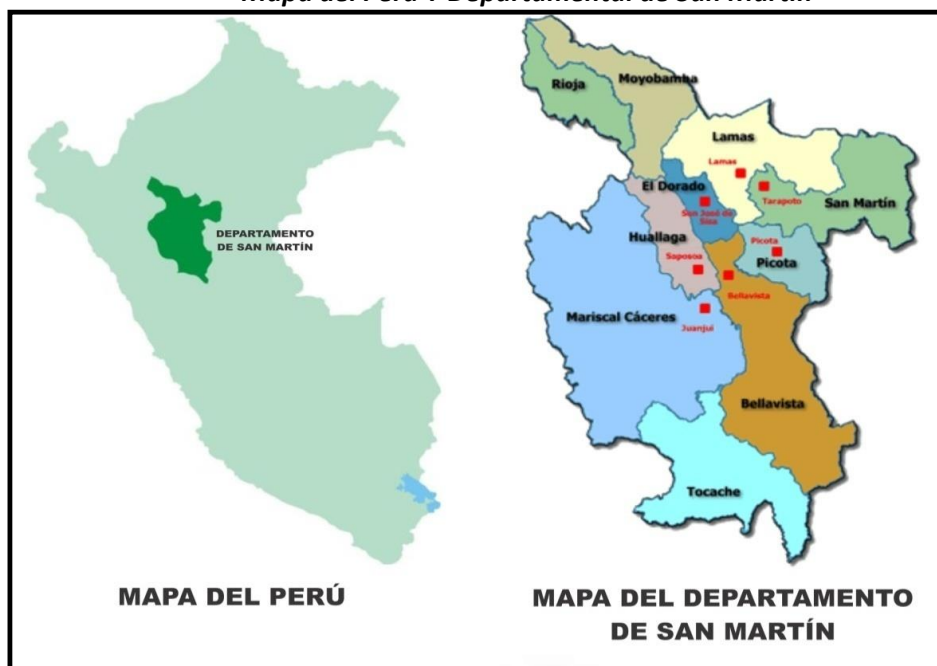 Mapa del Perú Y Departamental de San Martín
DEPARTAMENTO
DE SAN MARTÍN
MAPA DEL PERÚ
Rioja
Moyobamba
Lamas
Lamas
Tarapoto
San Martín
El Dorado
San José de
Sisa
Huallaga
Saposoa
Picota
Picota
Bellavista
Mariscal Cáceres
Juanjuí
Bellavista
Tocache
MAPA DEL DEPARTAMENTO
DE SAN MARTÍN